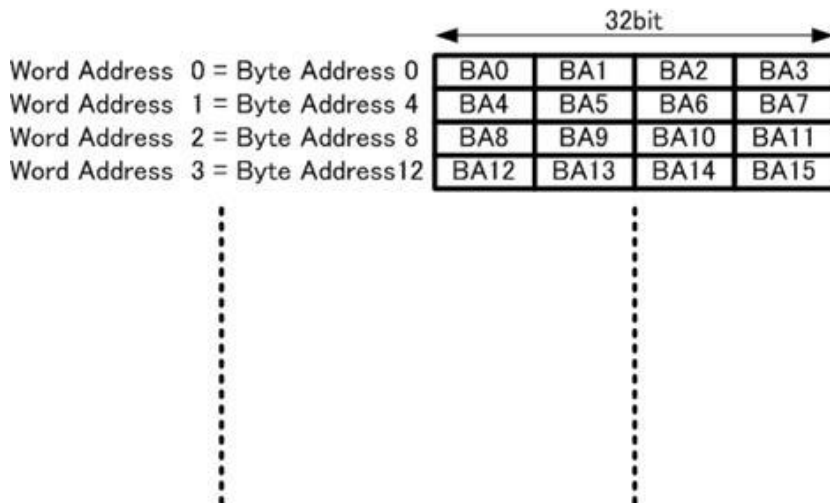 32bit
Word Address 0 = Byte Address 0 BA0 BA1 BA2 BA3
Word Address 1 = Byte Address 4 BA4 BA5 BA6 BA7
Word Address 2 = Byte Address 8 BA8 BA9 BA10 BA11
Word Address 3 = Byte Address12 BA12 BA13 BA14 BA15